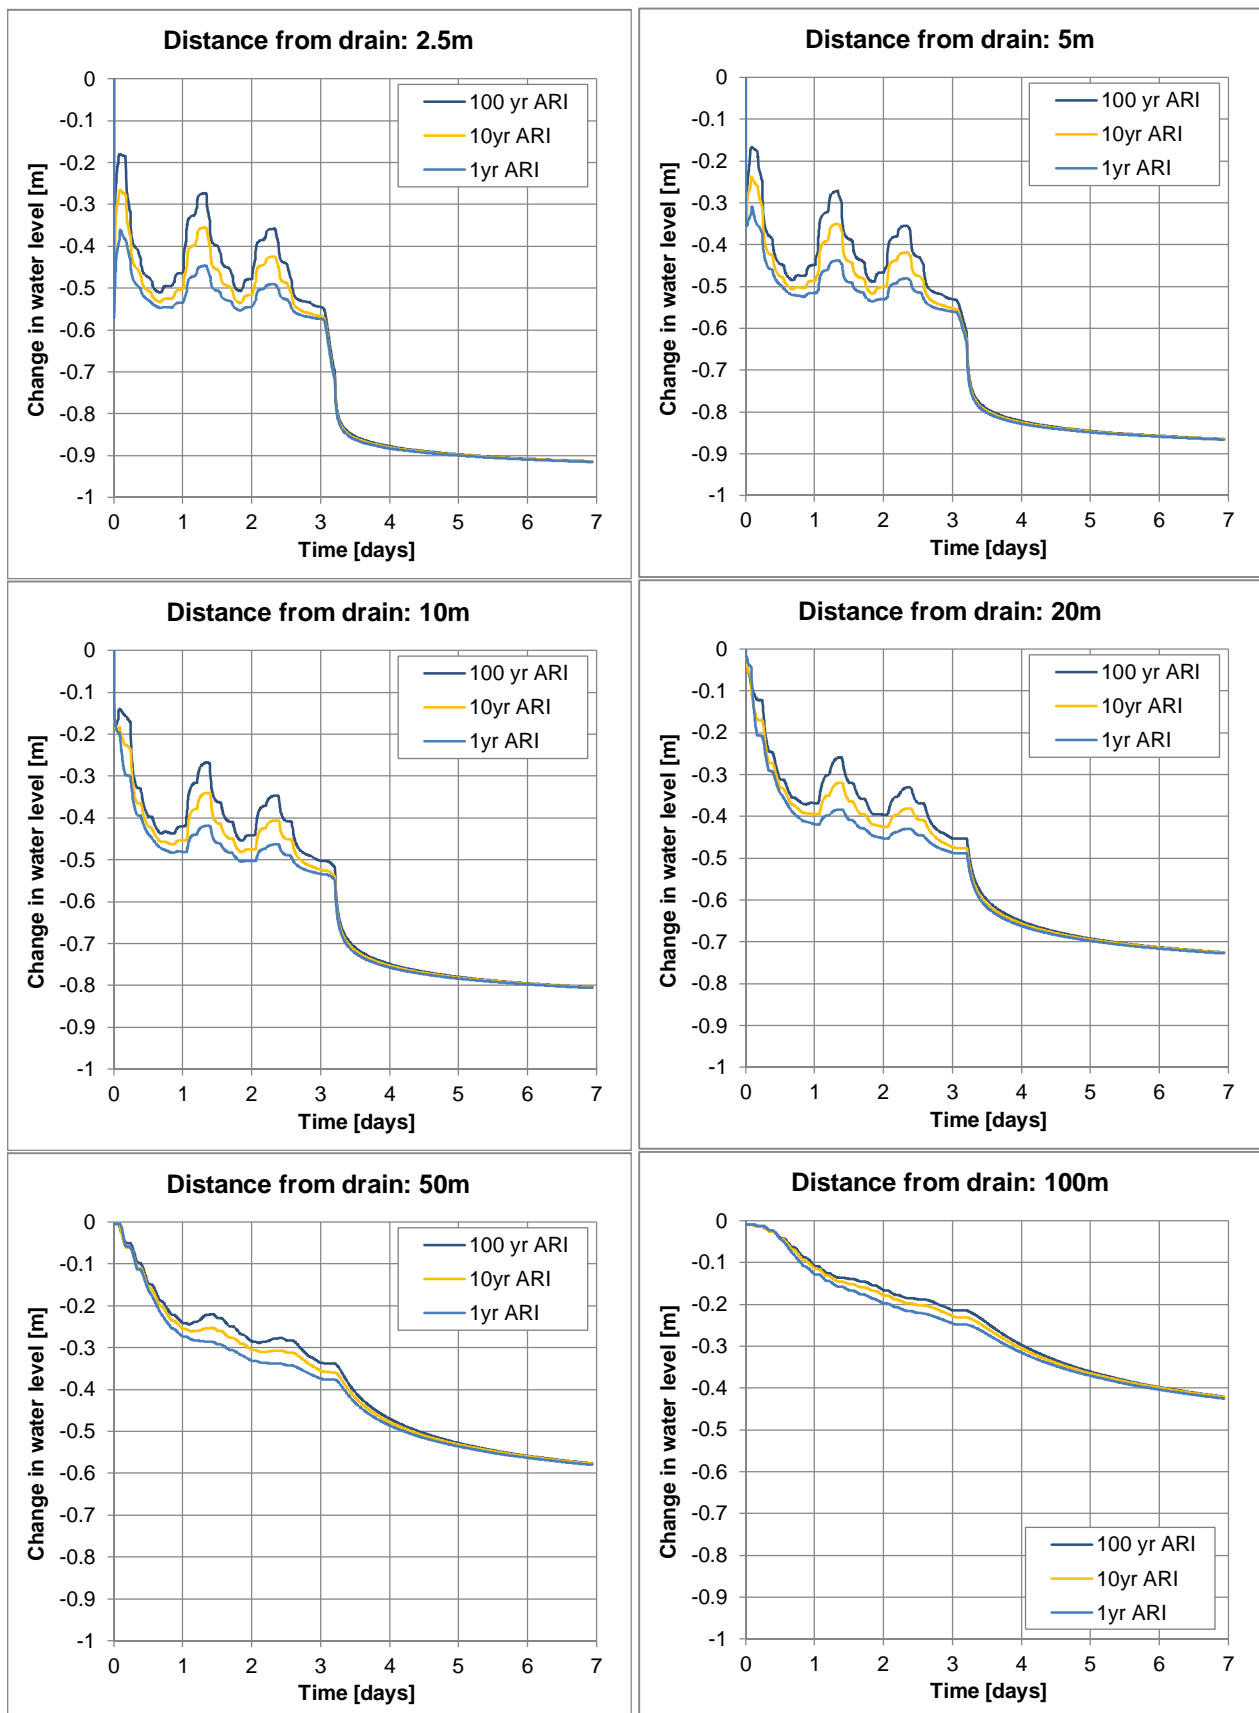 Distance from drain: 2.5m
0
-0.1
-0.2
-0.3
-0.4
-0.5
-0.6
-0.7
-0.8
-0.9
-1
Change in water level [m]
100 yr ARI
10yr ARI
1yr ARI
0 1 2 3 4 5 6 7
Time [days]
Distance from drain: 5m
0
-0.1
-0.2
-0.3
-0.4
-0.5
-0.6
-0.7
-0.8
-0.9
-1
Change in water level [m]
100 yr ARI
10yr ARI
1yr ARI
0 1 2 3 4 5 6 7
Time [days]
Distance from drain: 10m
0
-0.1
-0.2
-0.3
-0.4
-0.5
-0.6
-0.7
-0.8
-0.9
-1
Change in water level [m]
100 yr ARI
10yr ARI
1yr ARI
0 1 2 3 4 5 6 7
Time [days]
Distance from drain: 20m
0
-0.1
-0.2
-0.3
-0.4
-0.5
-0.6
-0.7
-0.8
-0.9
-1
Change in water level [m]
100 yr ARI
10yr ARI
1yr ARI
0 1 2 3 4 5 6 7
Time [days]
Distance from drain: 50m
0
-0.1
-0.2
-0.3
-0.4
-0.5
-0.6
-0.7
-0.8
-0.9
-1
Change in water level [m]
100 yr ARI
10yr ARI
1yr ARI
0 1 2 3 4 5 6 7
Time [days]
Distance from drain: 100m
0
-0.1
-0.2
-0.3
-0.4
-0.5
-0.6
-0.7
-0.8
-0.9
-1
Change in water level [m]
100 yr ARI
10yr ARI
1yr ARI
0 1 2 3 4 5 6 7
Time [days]